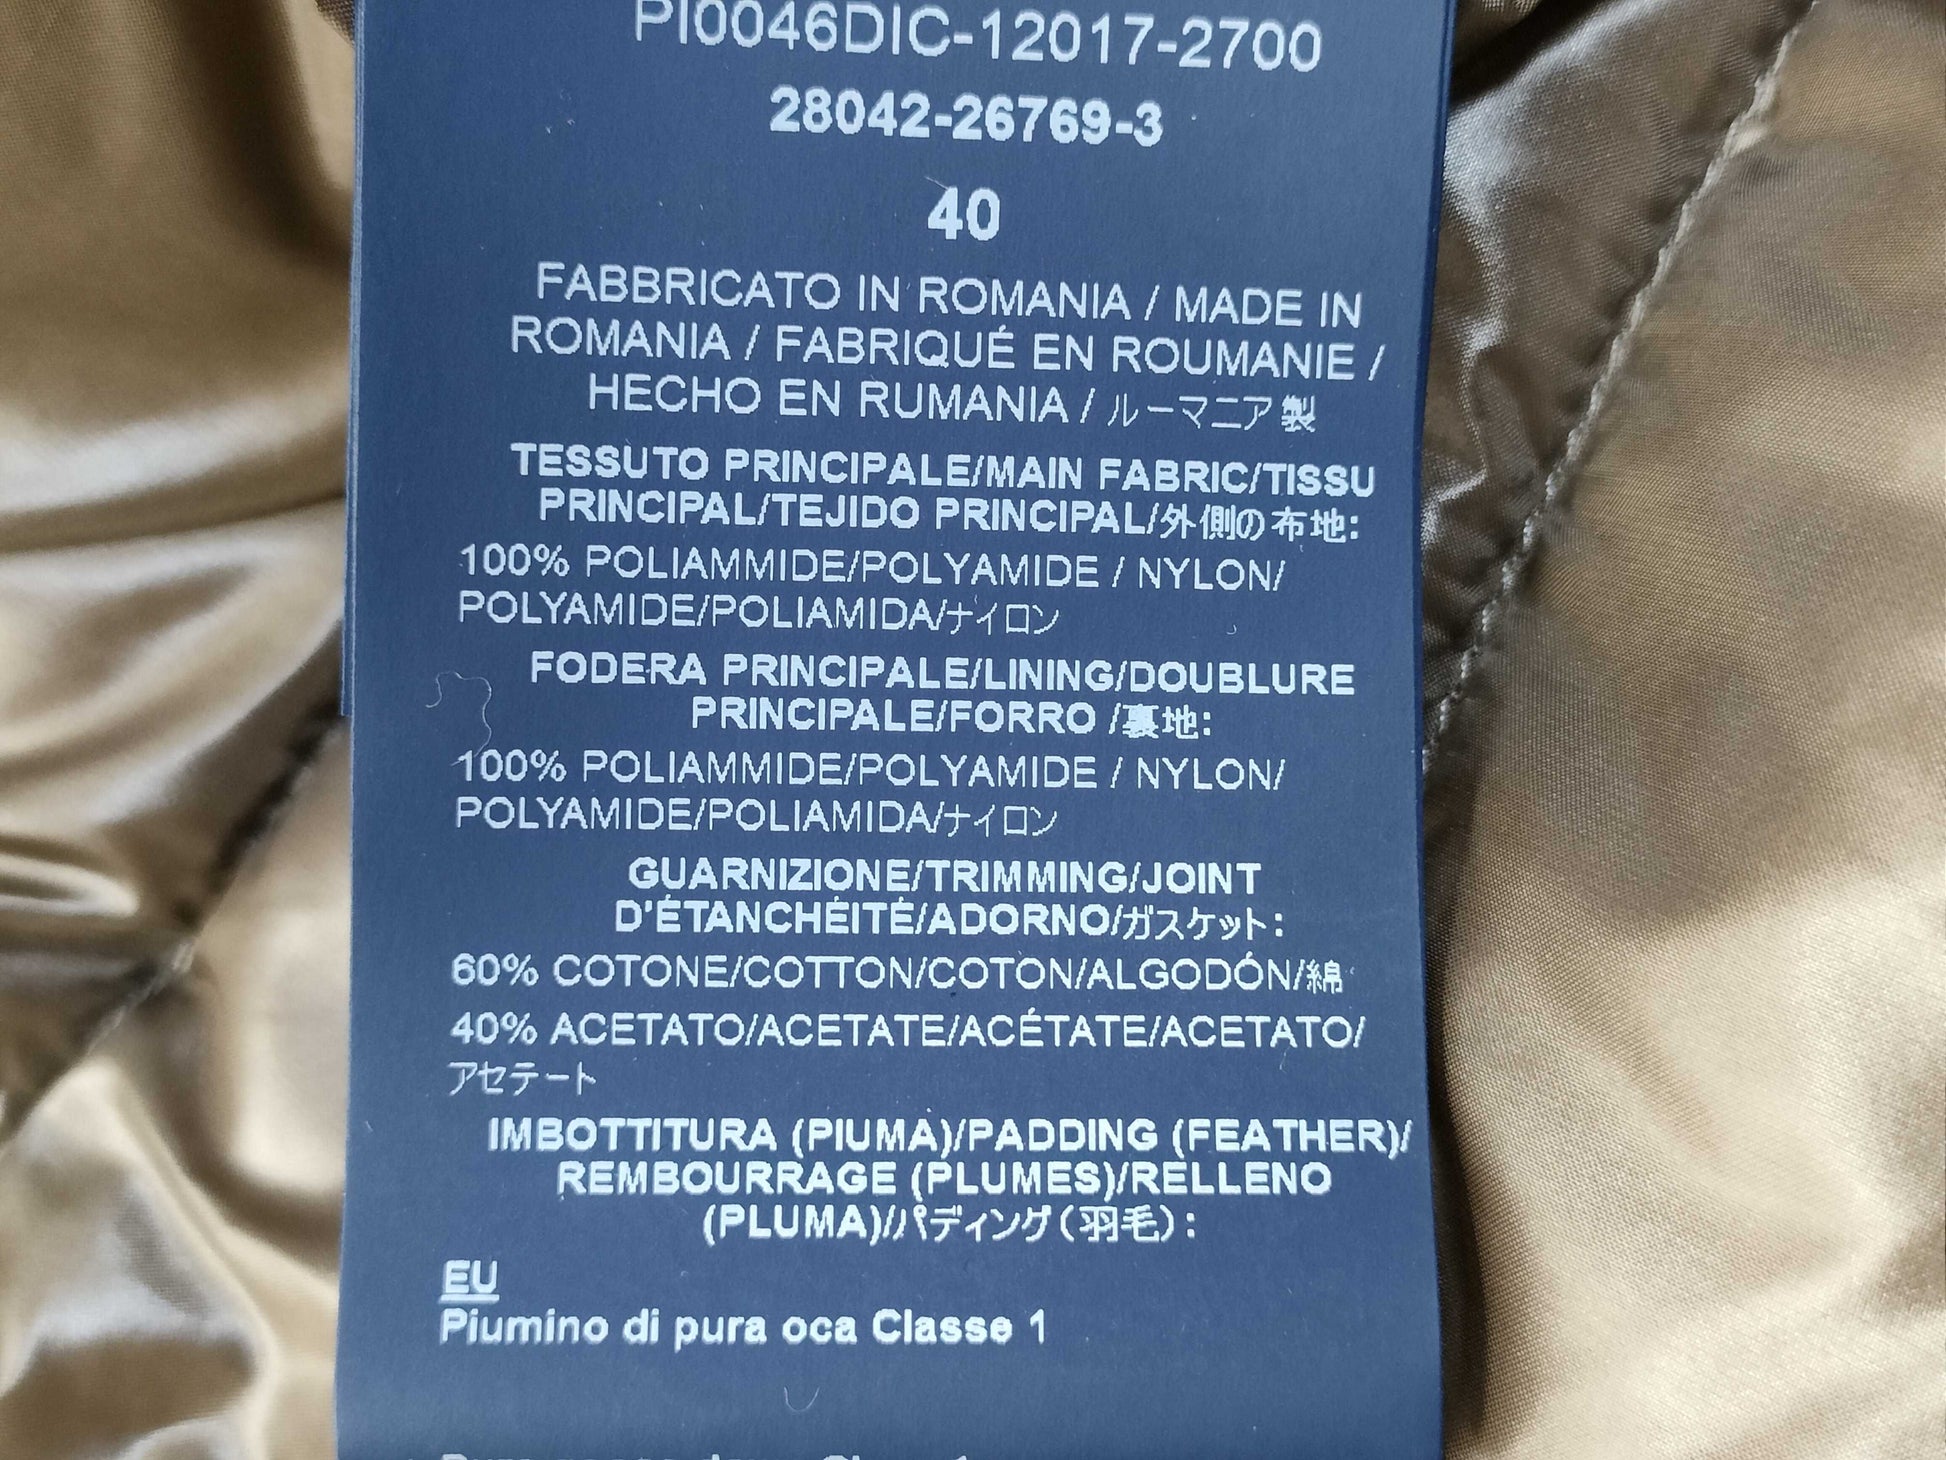 PI0046DIC-12017-2700
28042-26769-3
40
FABBRICATO IN ROMANIA / MADE IN
ROMANIA / FABRIQUÉ EN ROUMANIE /
HECHO EN RUMANIA / ルーマニア製
TESSUTO PRINCIPALE/MAIN FABRIC/TISSU
PRINCIPAL/TEJIDO PRINCIPAL/外側の布地:
100% POLIAMMIDE/POLYAMIDE / NYLON/
POLYAMIDE/POLIAMIDA/ナイロン
FODERA PRINCIPALE/LINING/DOUBLURE
PRINCIPALE/FORRO /裏地:
100% POLIAMMIDE/POLYAMIDE / NYLON/
POLYAMIDE/POLIAMIDA/ナイロン
GUARNIZIONE/TRIMMING/JOINT
D'ÉTANCHÉITÉ/ADORNO/ガスケット:
60% COTONE/COTTON/COTON/ALGODÓN/綿
40% ACETATO/ACETATE/ACÉTATE/ACETATO/
アセテート
IMBOTTITURA (PIUMA)/PADDING (FEATHER)/
REMBOURRAGE (PLUMES)/RELLENO
(PLUMA)/パディング(羽毛):
EU
Piumino di pura oca Classe 1